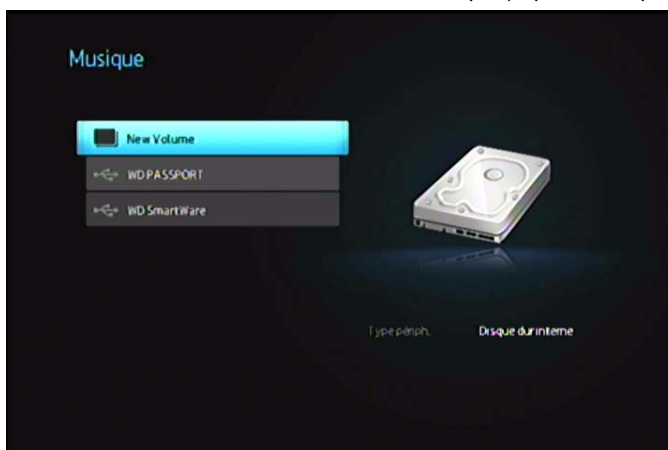 Musique
New Volume
WD PASSPORT
WD SmartWare
Type périph. Disque dur interne